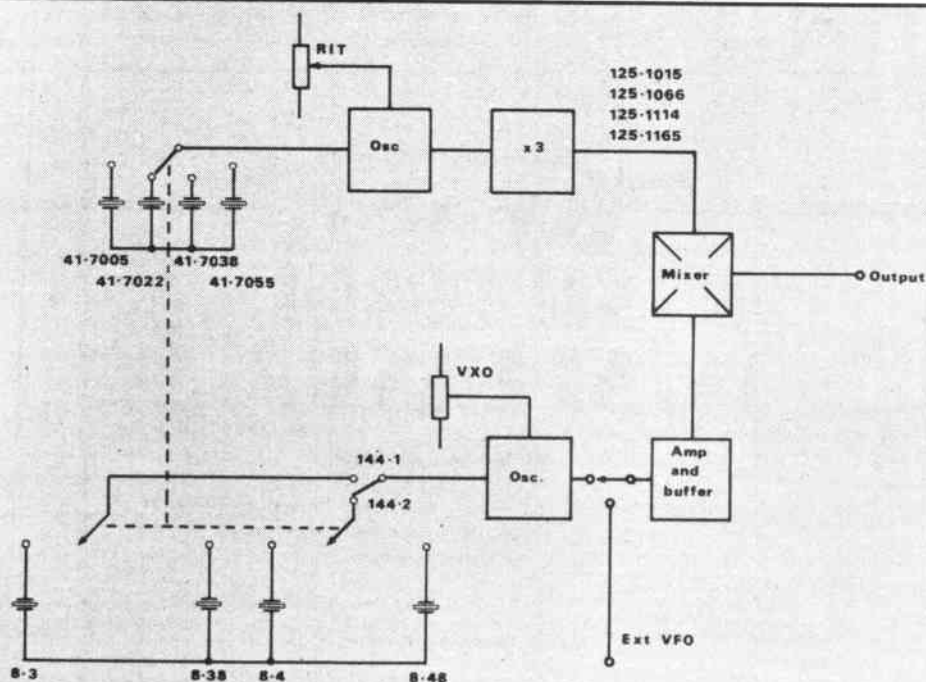 RIT
125·1015
125·1066
125·1114
125·1165
Osc
x3
41·7005
41·7038
41·7022
41·7055
Mixer
Output
VXO
144·1
144·2
Osc.
Amp
and
buffer
Ext VFO
8·3
8·38
8·4
8·48